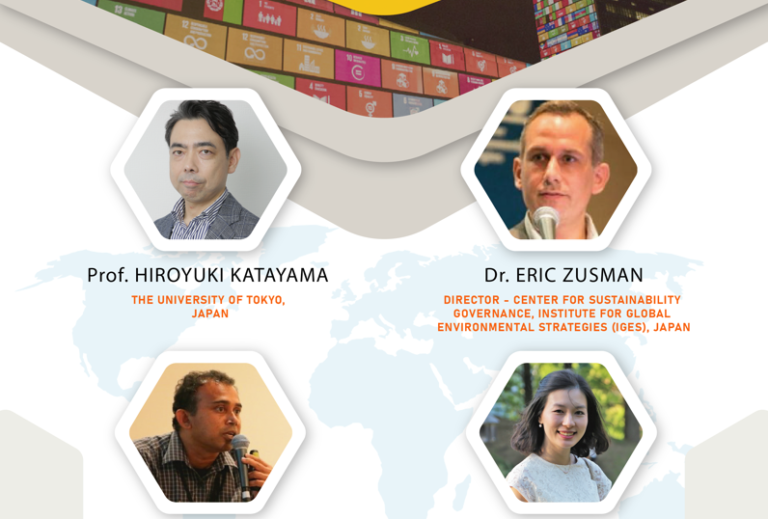 Prof. HIROYUKI KATAYAMA
THE UNIVERSITY OF TOKYO,
JAPAN
Dr. ERIC ZUSMAN
DIRECTOR - CENTER FOR SUSTAINABILITY
GOVERNANCE, INSTITUTE FOR GLOBAL
ENVIRONMENTAL STRATEGIES (IGES), JAPAN